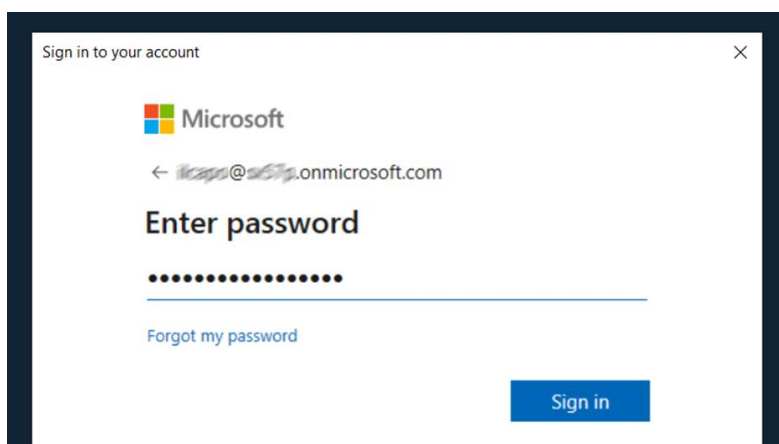 Sign in to your account
Microsoft
.onmicrosoft.com
Enter password
Forgot my password
Sign in